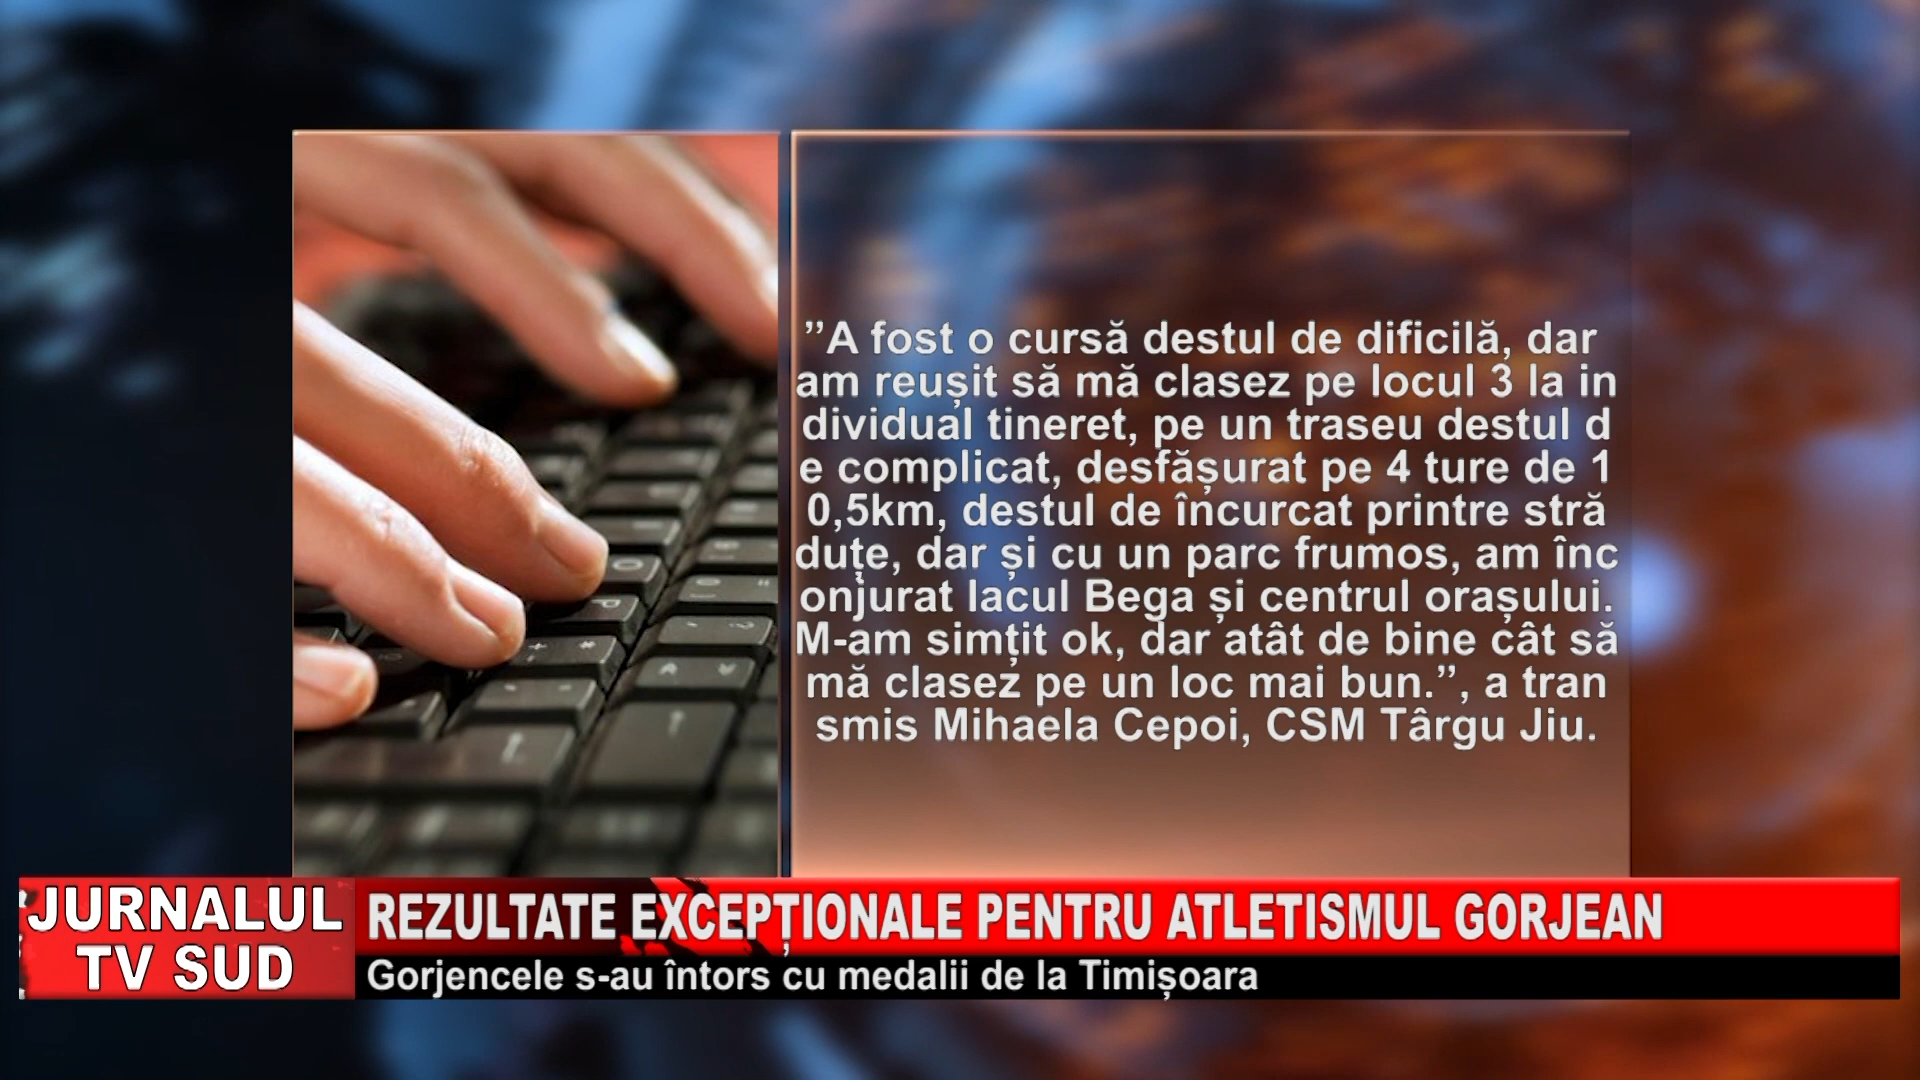 ”A fost o cursă destul de dificilă, dar
am reușit să mă clasez pe locul 3 la in
dividual tineret, pe un traseu destul d
e complicat, desfășurat pe 4 ture de 1
0,5km, destul de încurcat printre stră
duțe, dar și cu un parc frumos, am înc
onjurat lacul Bega și centrul orașului.
M-am simțit ok, dar atât de bine cât să
mă clasez pe un loc mai bun.”, a tran
smis Mihaela Cepoi, CSM Târgu Jiu.
JURNALUL
TV SUD
REZULTATE EXCEPȚIONALE PENTRU ATLETISMUL GORJEAN
Gorjencele s-au întors cu medalii de la Timișoara